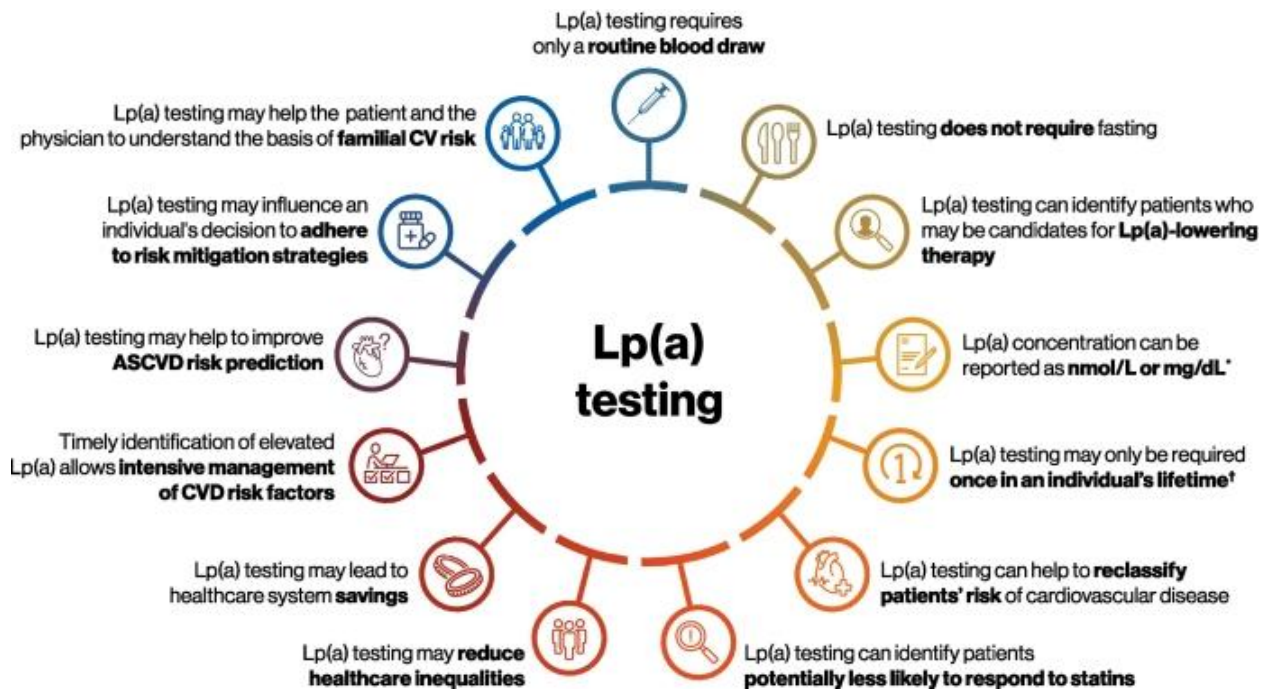 Lp(a) testing requires
only a routine blood draw
Lp(a) testing does not require fasting
Lp(a) testing can identify patients who
may be candidates for Lp(a)-lowering
therapy
Lp(a) concentration can be
reported as nmol/L or mg/dL*
Lp(a) testing may only be required
once in an individual's lifetime†
Lp(a) testing can help to reclassify
patients' risk of cardiovascular disease
Lp(a) testing can identify patients
potentially less likely to respond to statins
Lp(a) testing may reduce
healthcare inequalities
Lp(a) testing may lead to
healthcare system savings
Timely identification of elevated
Lp(a) allows intensive management
of CVD risk factors
Lp(a) testing may help to improve
ASCVD risk prediction
Lp(a) testing may influence an
individual's decision to adhere
to risk mitigation strategies
Lp(a) testing may help the patient and the
physician to understand the basis of familial CV risk
Lp(a)
testing
?
1